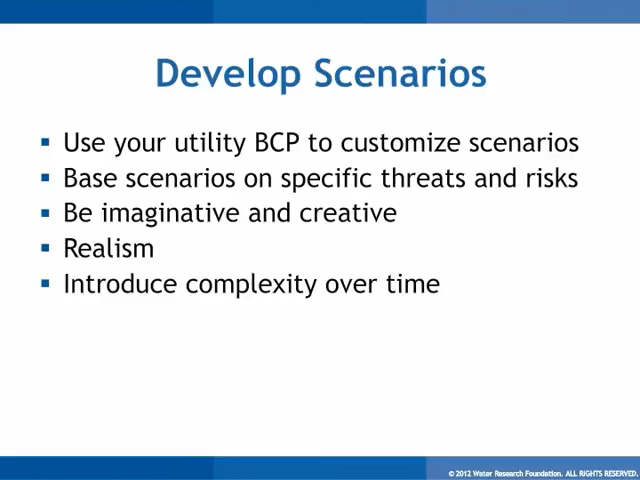 Develop Scenarios
Use your utility BCP to customize scenarios
Base scenarios on specific threats and risks
Be imaginative and creative
Realism
Introduce complexity over time
© 2012 Water Research Foundation. ALL RIGHTS RESERVED.